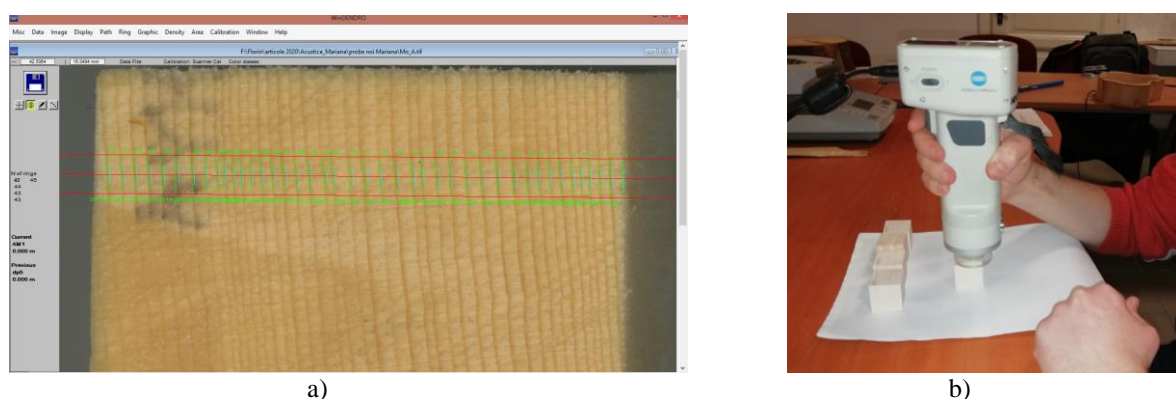 WinDENDRO
Misc Data Image Display Path Ring Graphic Density Area Calibration Window Help
F:\Florin\articole 2020\Acustice_Mariana\probe noi Mariana\Mo_A.tif
Data File Calibration Scanner Cal Color classes
N of rings
42 45
44
43
43
Current
0.000 m
Previous
dp5
0.000 m
a)
b)